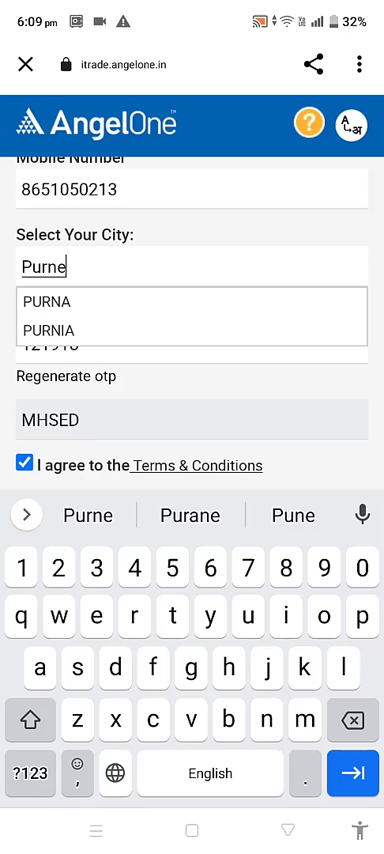 6:09 pm 32%
itrade.angelone.in
AngelOne
Mobile Number
8651050213
Select Your City:
Purne
PURNA
PURNIA
Regenerate otp
MHSED
I agree to the Terms & Conditions
Purne Purane Pune
1 2 3 4 5 6 7 8 9 0
q w e r t y u i o p
a s d f g h j k l
z x c v b n m
?123 , English .